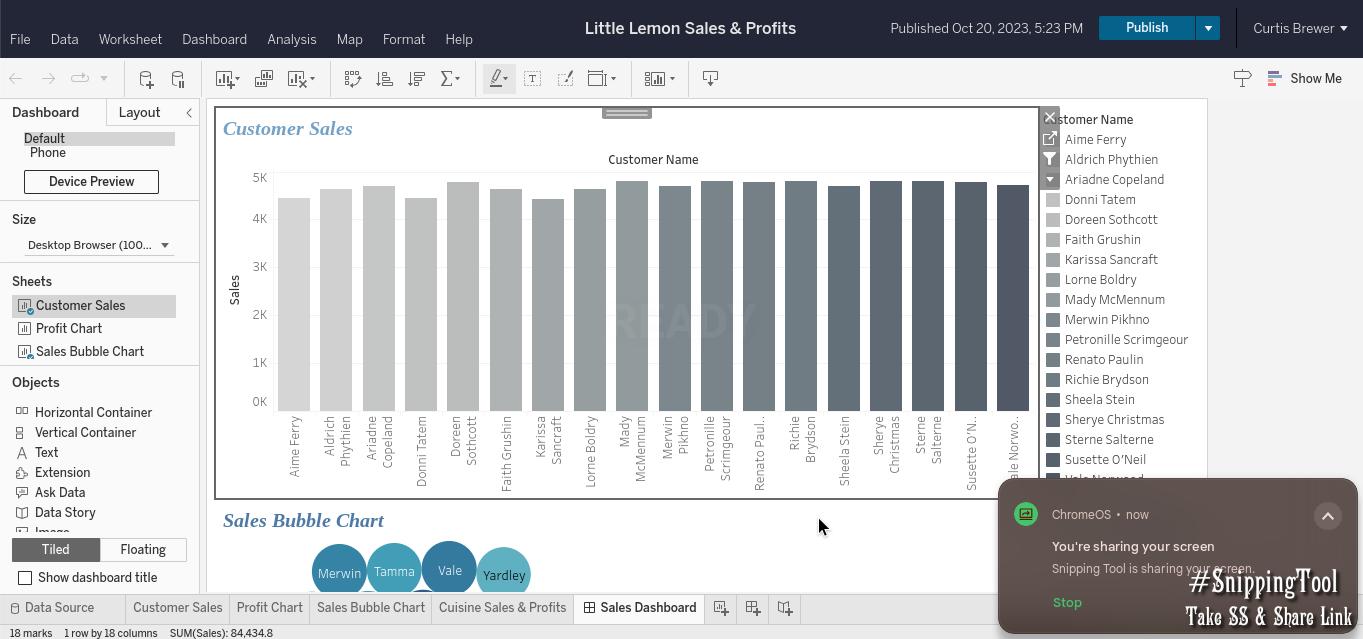 Little Lemon Sales & Profits
Published Oct 20, 2023, 5:23 PM
Publish
Curtis Brewer
File Data Worksheet Dashboard Analysis Map Format Help
Show Me
Dashboard
Layout
Default
Phone
Device Preview
Size
Desktop Browser (100...
Sheets
Customer Sales
Profit Chart
Sales Bubble Chart
Objects
Horizontal Container
Vertical Container
Text
Extension
Ask Data
Data Story
Tiled
Floating
Show dashboard title
Customer Sales
Customer Name
Sales
5K
4K
3K
2K
1K
0K
READY
Aime Ferry
Aldrich Phythien
Ariadne Copeland
Donni Tatem
Doreen Sothcott
Faith Grushin
Karissa Sancraft
Lorne Boldry
Mady McMennum
Merwin Pikhno
Petronille Scrimgeour
Renato Paul..
Richie Brydson
Sheela Stein
Sherye Christmas
Sterne Salterne
Susette O'N..
Vale Norwo..
Customer Name
Aime Ferry
Aldrich Phythien
Ariadne Copeland
Donni Tatem
Doreen Sothcott
Faith Grushin
Karissa Sancraft
Lorne Boldry
Mady McMennum
Merwin Pikhno
Petronille Scrimgeour
Renato Paulin
Richie Brydson
Sheela Stein
Sherye Christmas
Sterne Salterne
Susette O'Neil
Sales Bubble Chart
Merwin
Tamma
Vale
Yardley
ChromeOS • now
You're sharing your screen
Snipping Tool is sharing your screen.
Stop
#SnippingTool
Take SS & Share Link
Data Source
Customer Sales
Profit Chart
Sales Bubble Chart
Cuisine Sales & Profits
Sales Dashboard
18 marks 1 row by 18 columns SUM(Sales): 84,434.8